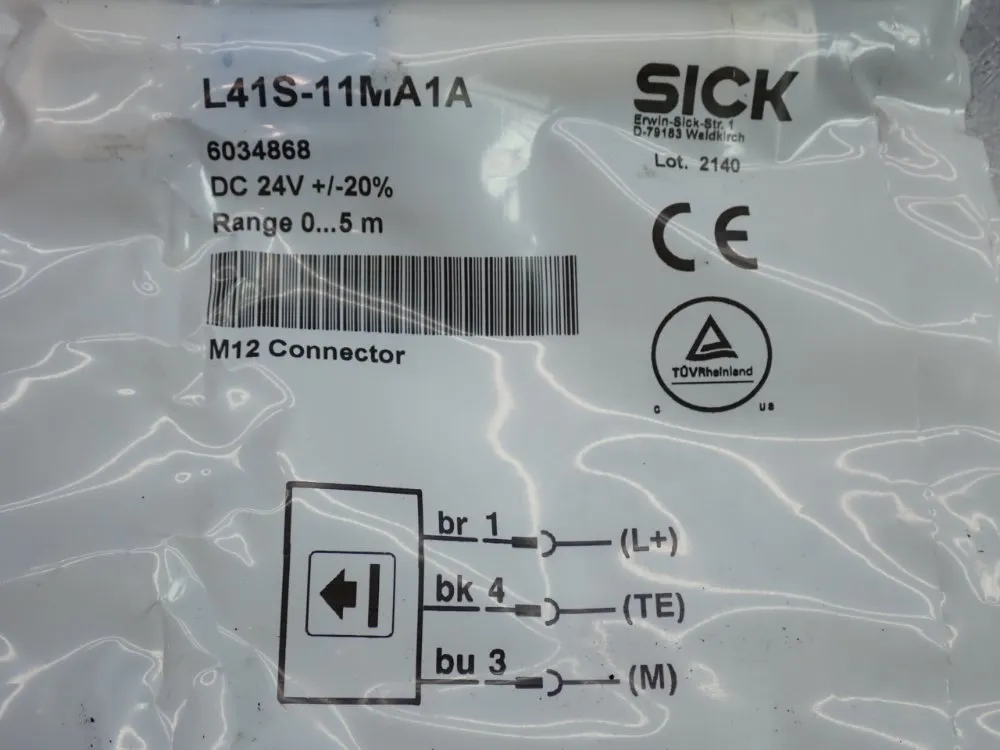 L41S-11MA1A
6034868
DC 24V +/-20%
Range 0...5 m
M12 Connector
SICK
Erwin-Sick-Str. 1
D-79183 Waldkirch
Lot. 2140
CE
TÜVRheinland
C US
br 1 (L+)
bk 4 (TE)
bu 3 (M)